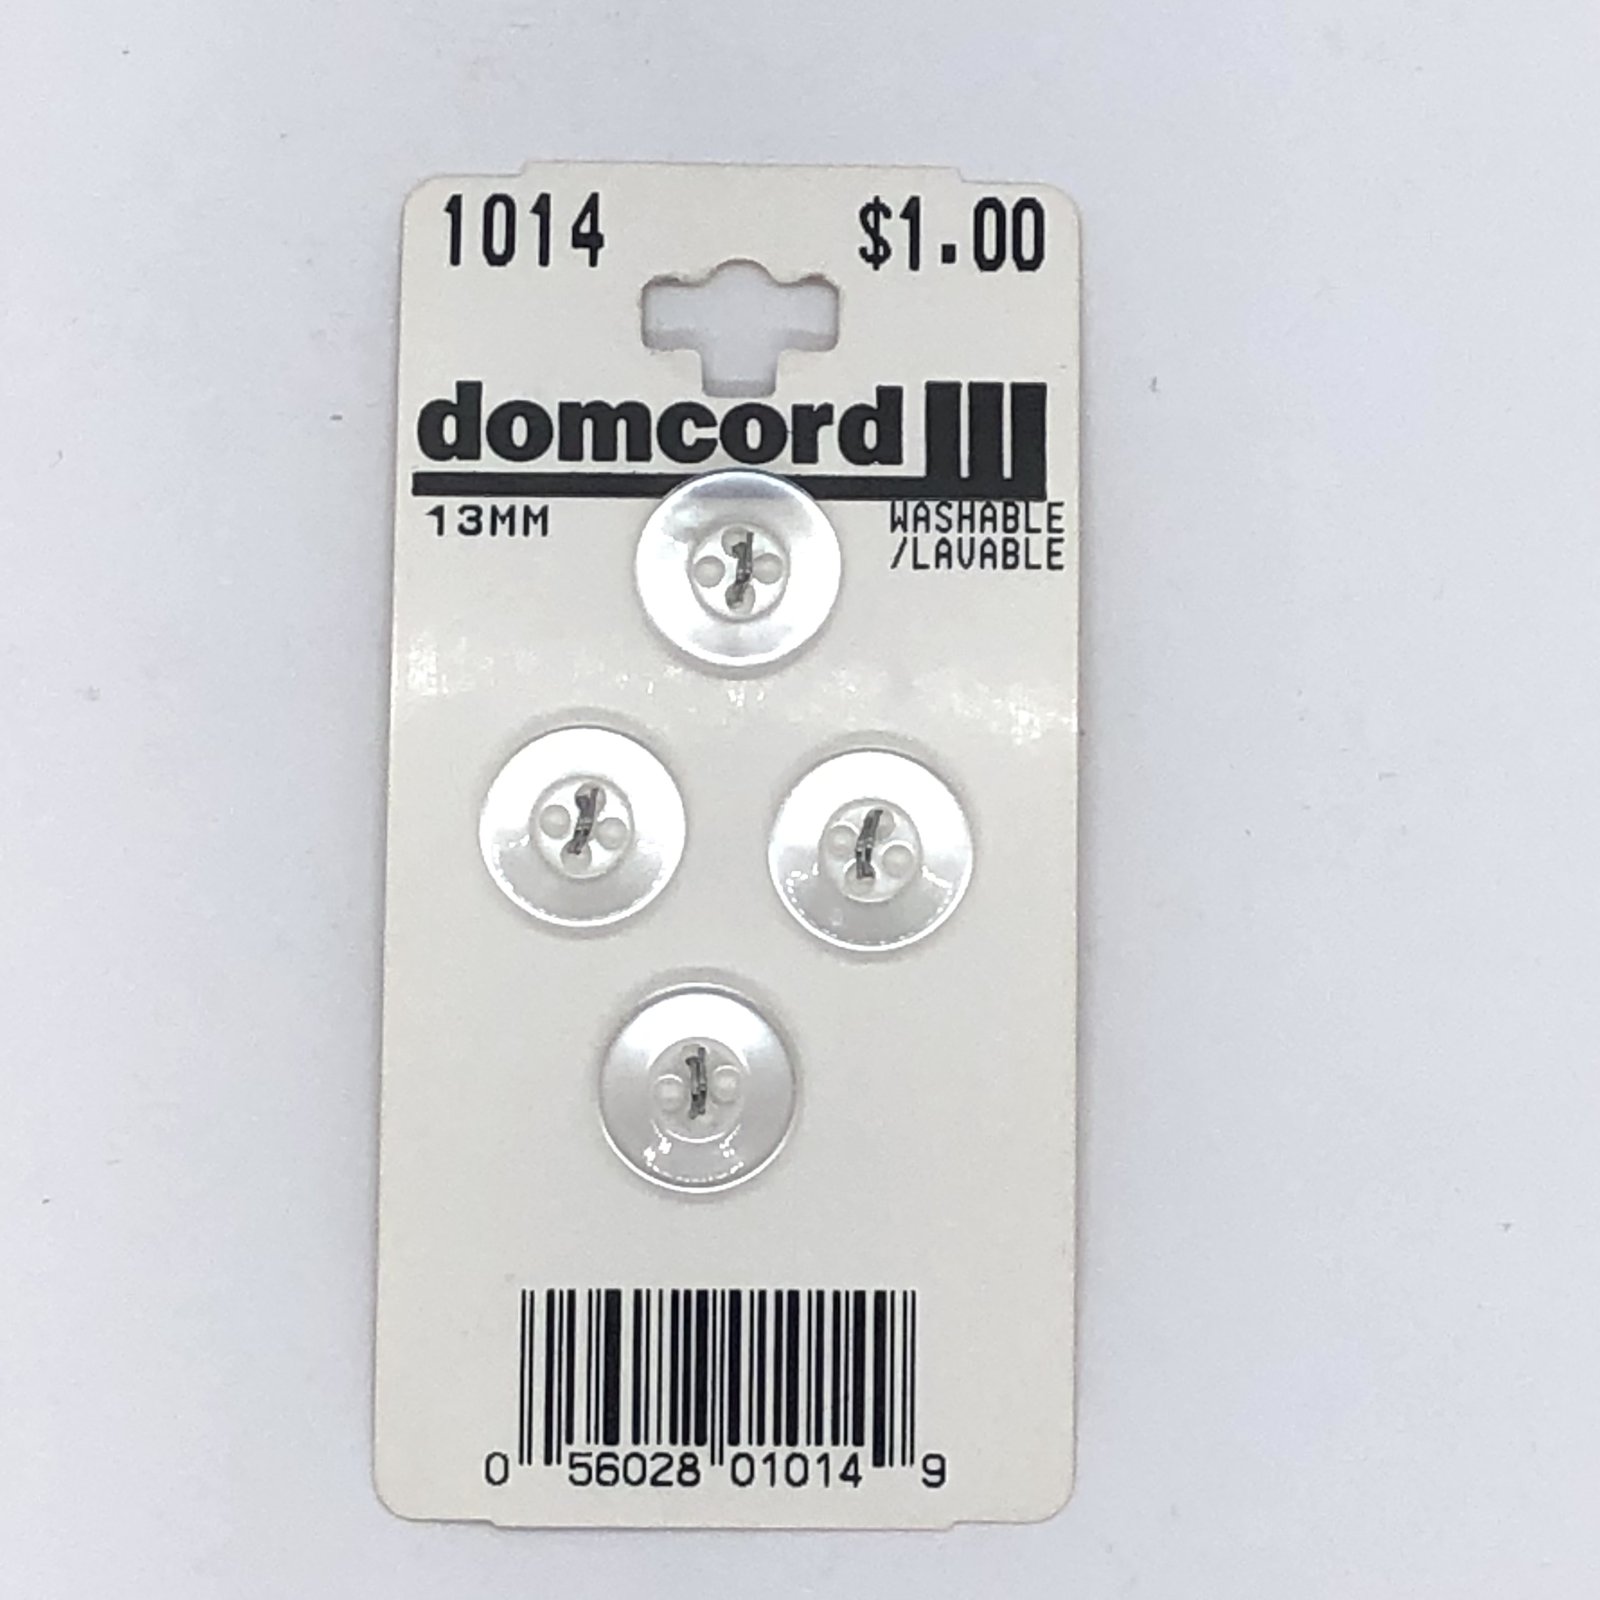 1014 $1.00
domcord
13MM WASHABLE
/LAVABLE
0 56028 01014 9